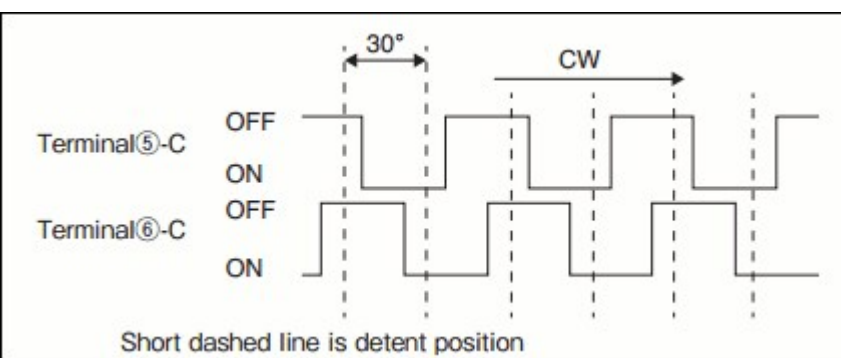 30°
CW
OFF
Terminal⑤-C
ON
OFF
Terminal⑥-C
ON
Short dashed line is detent position